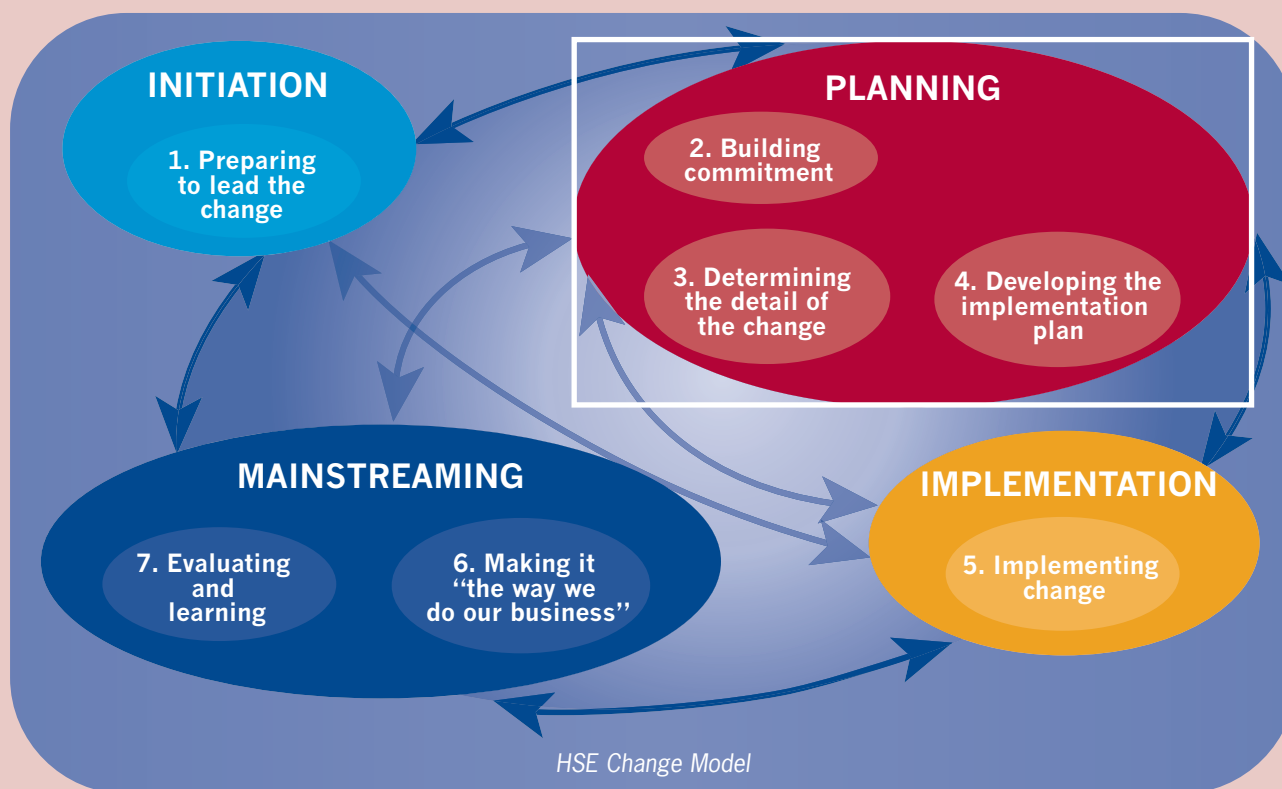 INITIATION
1. Preparing
to lead the
change
PLANNING
2. Building
commitment
3. Determining
the detail of
the change
4. Developing the
implementation
plan
MAINSTREAMING
7. Evaluating
and
learning
6. Making it
“the way we
do our business”
IMPLEMENTATION
5. Implementing
change
HSE Change Model